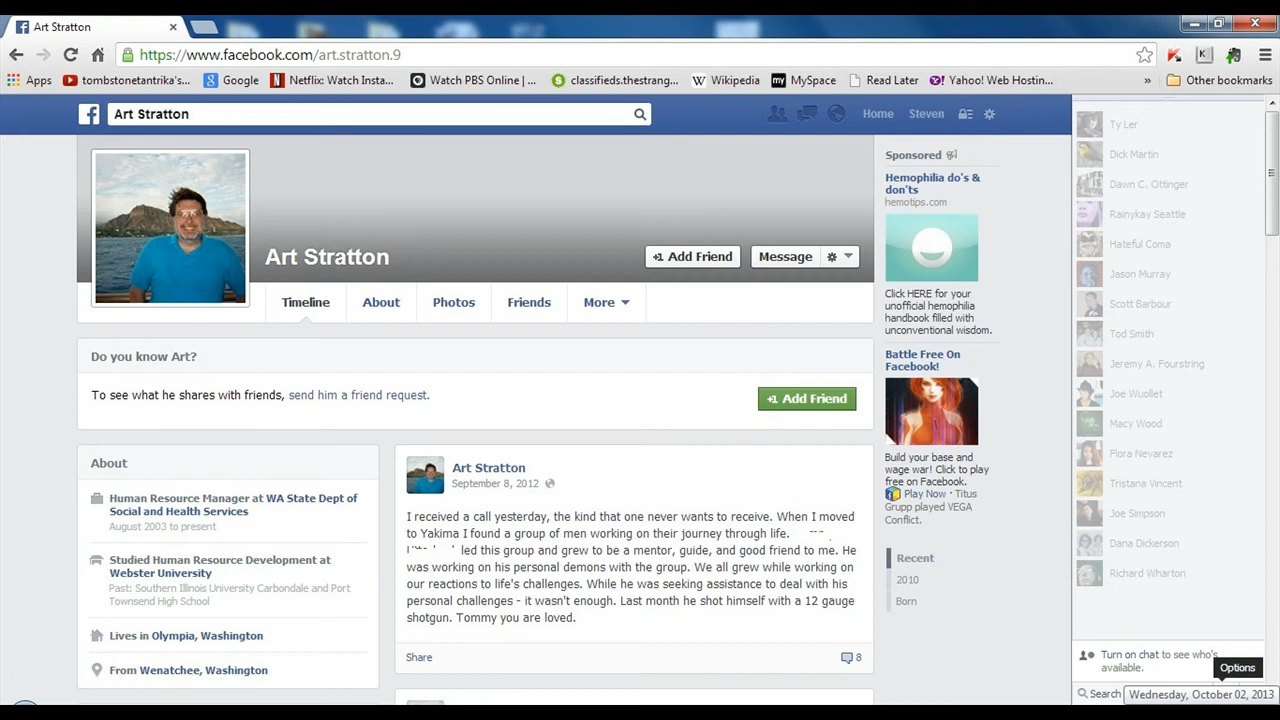 Art Stratton
https://www.facebook.com/art.stratton.9
Apps tombstonetantrika's... Google Netflix: Watch Insta... Watch PBS Online | ... classifieds.thestrang... Wikipedia MySpace Read Later Yahoo! Web Hostin... » Other bookmarks
Art Stratton
Home Steven
Art Stratton
+1 Add Friend
Message
Timeline About Photos Friends More
Do you know Art?
To see what he shares with friends, send him a friend request.
+1 Add Friend
About
Human Resource Manager at WA State Dept of
Social and Health Services
August 2003 to present
Studied Human Resource Development at
Webster University
Past: Southern Illinois University Carbondale and Port
Townsend High School
Lives in Olympia, Washington
From Wenatchee, Washington
Art Stratton
September 8, 2012
I received a call yesterday, the kind that one never wants to receive. When I moved
to Yakima I found a group of men working on their journey through life.
led this group and grew to be a mentor, guide, and good friend to me. He
was working on his personal demons with the group. We all grew while working on
our reactions to life's challenges. While he was seeking assistance to deal with his
personal challenges - it wasn't enough. Last month he shot himself with a 12 gauge
shotgun. Tommy you are loved.
Share
8
Sponsored
Hemophilia do's &
don'ts
hemotips.com
Click HERE for your
unofficial hemophilia
handbook filled with
unconventional wisdom.
Battle Free On
Facebook!
Build your base and
wage war! Click to play
free on Facebook.
Play Now · Titus
Grupp played VEGA
Conflict.
Recent
2010
Born
Ty Ler
Dick Martin
Dawn C. Ottinger
Rainykay Seattle
Hateful Coma
Jason Murray
Scott Barbour
Tod Smith
Jeremy A. Fourstring
Joe Wuollet
Macy Wood
Flora Nevarez
Tristana Vincent
Joe Simpson
Dana Dickerson
Richard Wharton
Turn on chat to see who's
available.
Options
Search
Wednesday, October 02, 2013